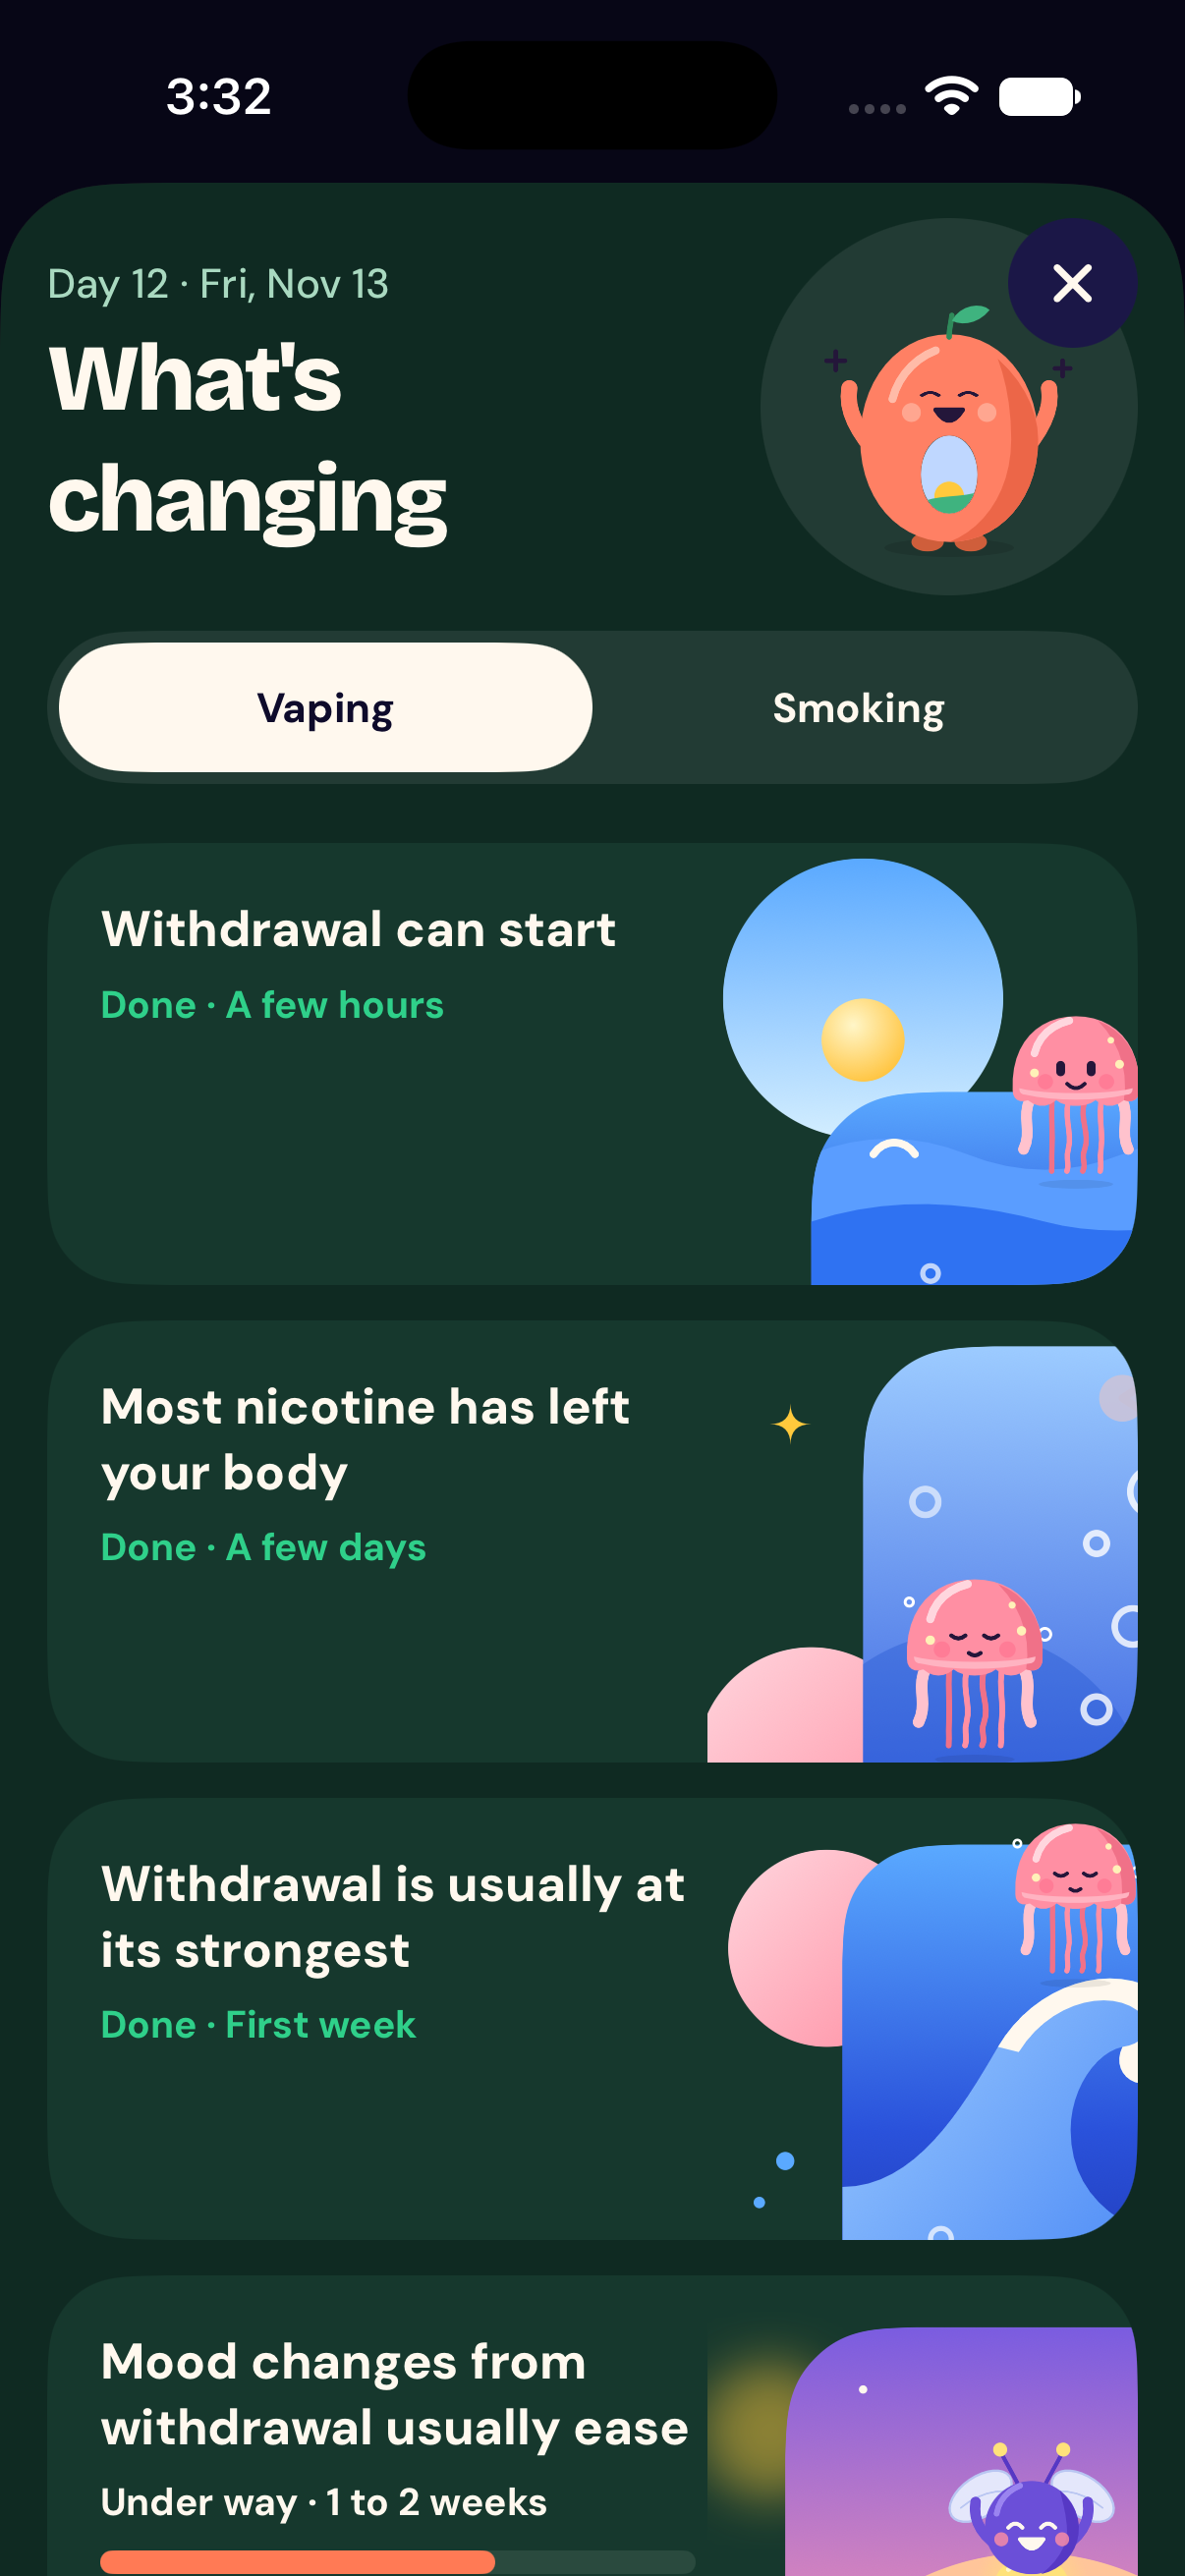 3:32
Day 12 · Fri, Nov 13
What's
changing
Vaping
Smoking
Withdrawal can start
Done · A few hours
Most nicotine has left
your body
Done · A few days
Withdrawal is usually at
its strongest
Done · First week
Mood changes from
withdrawal usually ease
Under way · 1 to 2 weeks